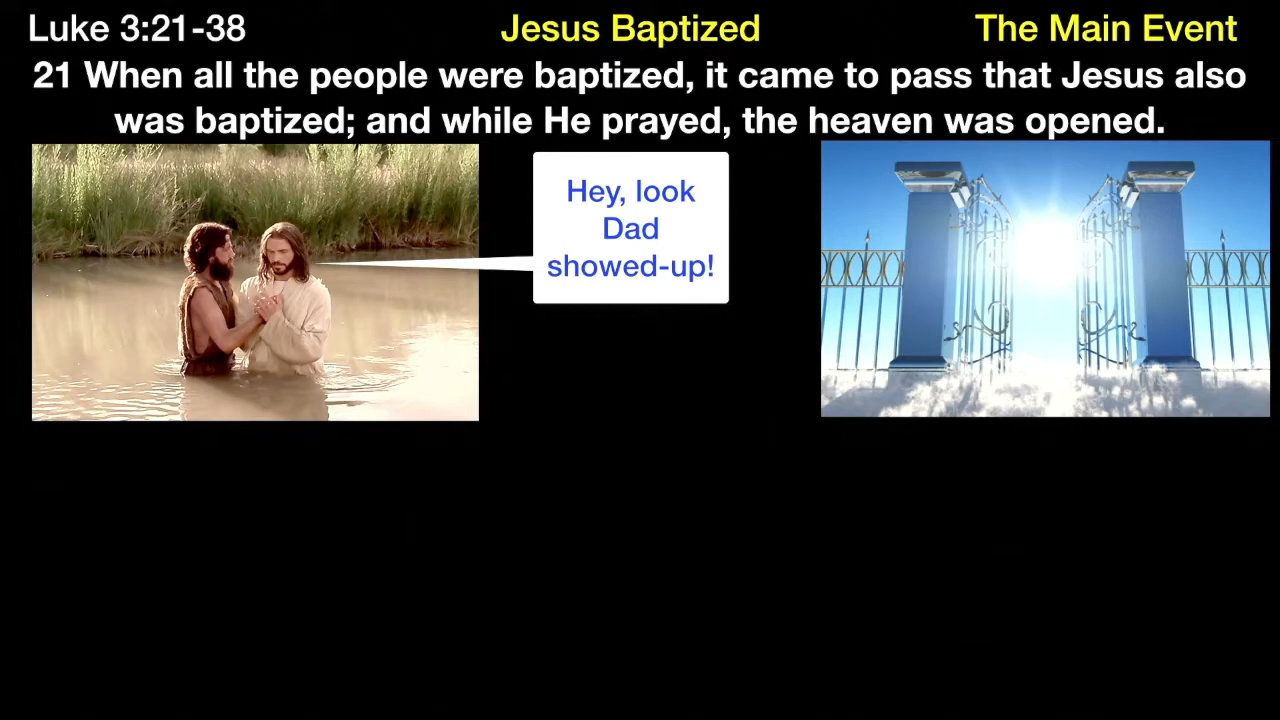 Luke 3:21-38 Jesus Baptized The Main Event
21 When all the people were baptized, it came to pass that Jesus also
was baptized; and while He prayed, the heaven was opened.
Hey, look
Dad
showed-up!